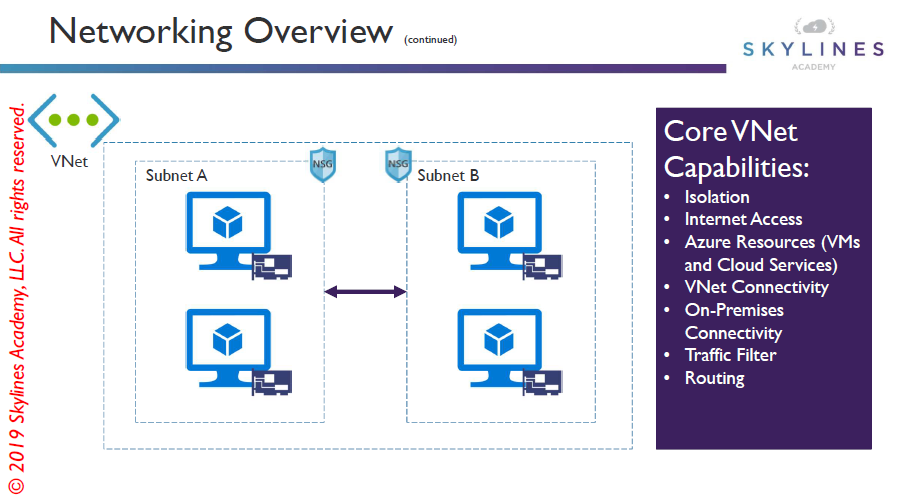 Networking Overview (continued)
SKYLINES
ACADEMY
© 2019 Skylines Academy, LLC. All rights reserved.
VNet
Subnet A
NSG
NSG
Subnet B
Core VNet
Capabilities:
• Isolation
• Internet Access
• Azure Resources (VMs
and Cloud Services)
• VNet Connectivity
• On-Premises
Connectivity
• Traffic Filter
• Routing